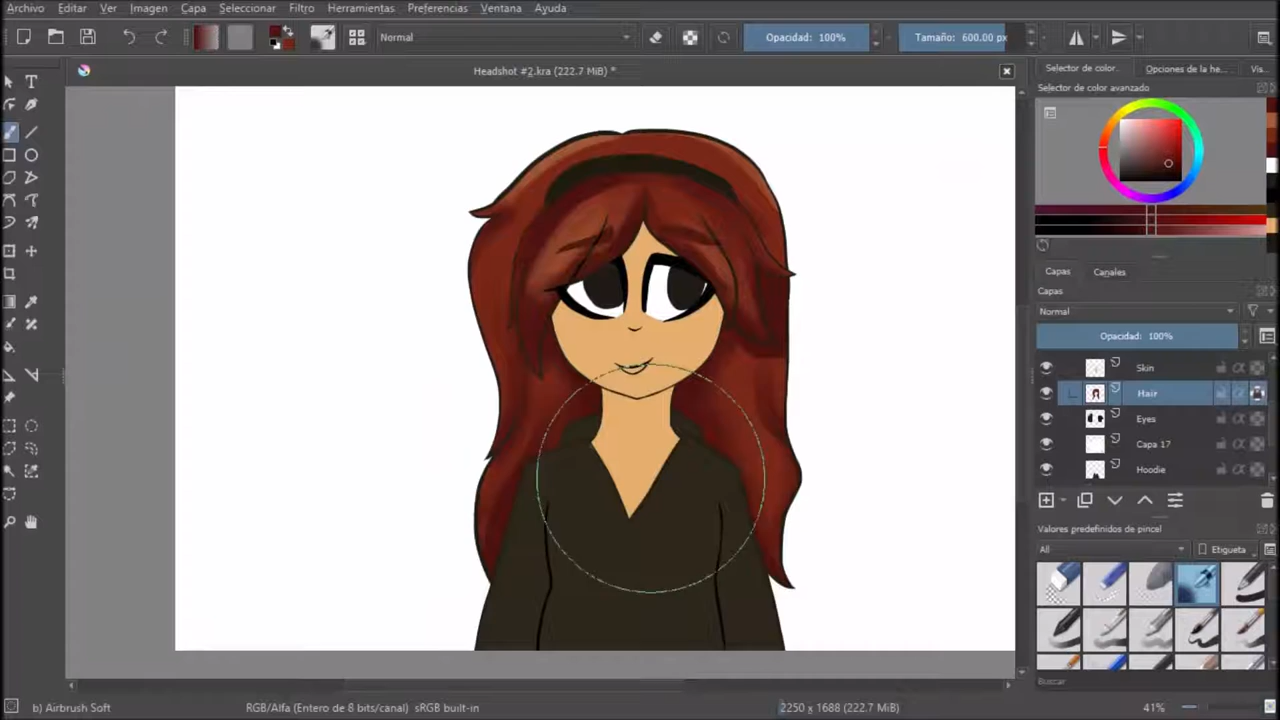 Archivo Editar Ver Imagen Capa Seleccionar Filtro Herramientas Preferencias Ventana Ayuda
Normal Opacidad: 100% Tamaño: 600.00 px
Headshot #2.kra (222.7 MiB) *
Selector de color... Opciones de la he... Vis...
Selector de color avanzado
Capas Canales
Capas
Normal
Opacidad: 100%
Skin
Hair
Eyes
Capa 17
Hoodie
Valores predefinidos de pincel
All Etiqueta
Buscar
b) Airbrush Soft RGB/Alfa (Entero de 8 bits/canal) sRGB built-in 2250 x 1688 (222.7 MiB) 41%